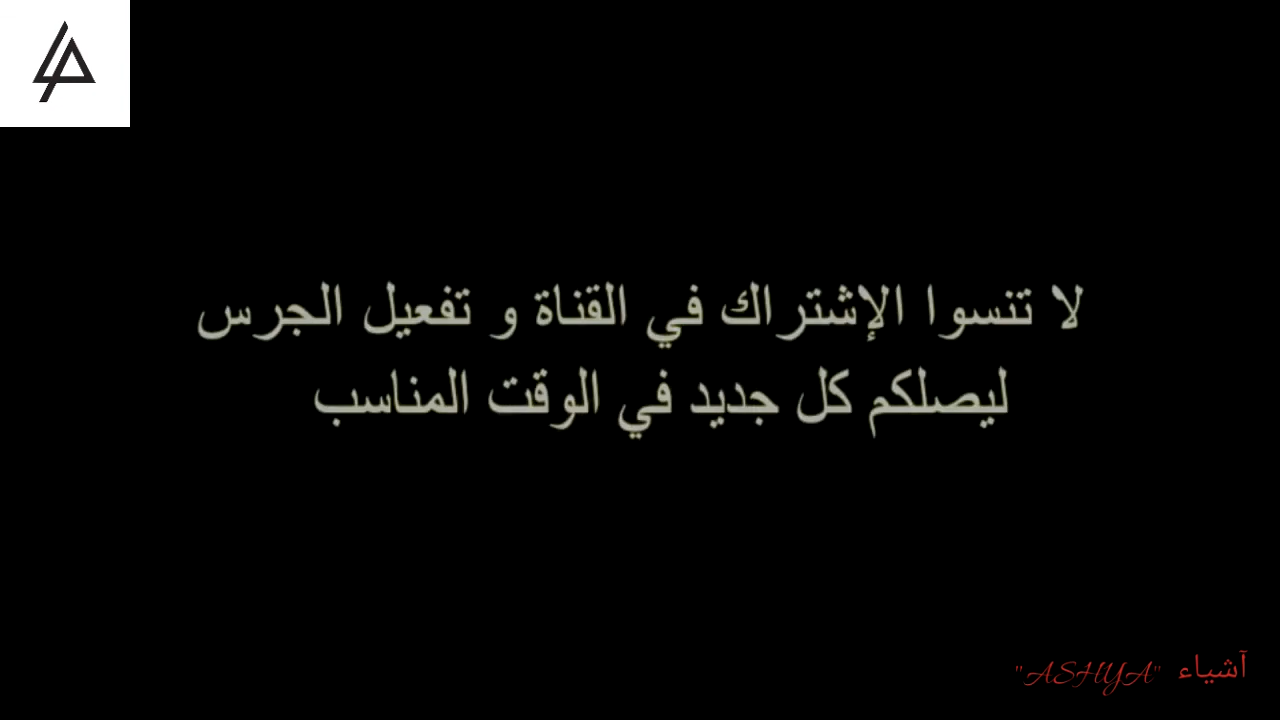 لا تنسوا الإشتراك في القناة و تفعيل الجرس
ليصلكم كل جديد في الوقت المناسب
آشياء "ASHYA"